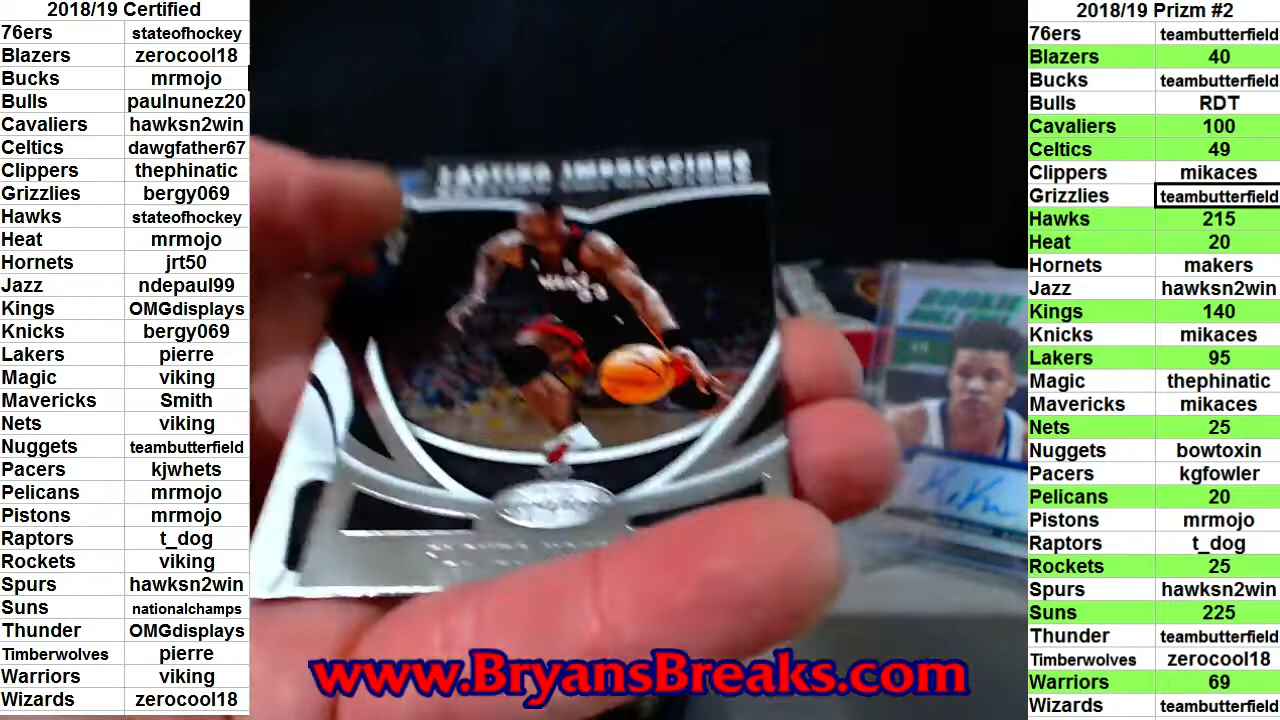 2018/19 Certified
76ers stateofhockey
Blazers zerocool18
Bucks mrmojo
Bulls paulnunez20
Cavaliers hawksn2win
Celtics dawgfather67
Clippers thephinatic
Grizzlies bergy069
Hawks stateofhockey
Heat mrmojo
Hornets jrt50
Jazz ndepaul99
Kings OMGdisplays
Knicks bergy069
Lakers pierre
Magic viking
Mavericks Smith
Nets viking
Nuggets teambutterfield
Pacers kjwhets
Pelicans mrmojo
Pistons mrmojo
Raptors t_dog
Rockets viking
Spurs hawksn2win
Suns nationalchamps
Thunder OMGdisplays
Timberwolves pierre
Warriors viking
Wizards zerocool18
LASTING IMPRESSIONS
ROOKIE
www.BryansBreaks.com
2018/19 Prizm #2
76ers teambutterfield
Blazers 40
Bucks teambutterfield
Bulls RDT
Cavaliers 100
Celtics 49
Clippers mikaces
Grizzlies teambutterfield
Hawks 215
Heat 20
Hornets makers
Jazz hawksn2win
Kings 140
Knicks mikaces
Lakers 95
Magic thephinatic
Mavericks mikaces
Nets 25
Nuggets bowtoxin
Pacers kgfowler
Pelicans 20
Pistons mrmojo
Raptors t_dog
Rockets 25
Spurs hawksn2win
Suns 225
Thunder teambutterfield
Timberwolves zerocool18
Warriors 69
Wizards teambutterfield